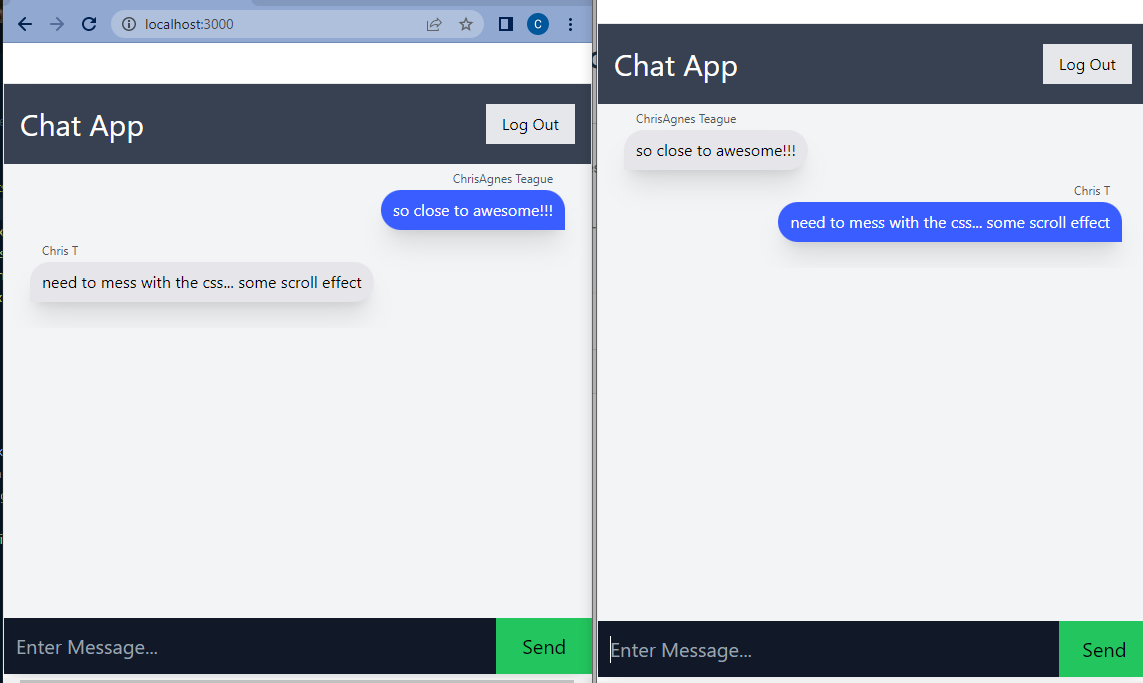 localhost:3000
C
Chat App
Log Out
ChrisAgnes Teague
so close to awesome!!!
Chris T
need to mess with the css... some scroll effect
Enter Message...
Send
Chat App
Log Out
ChrisAgnes Teague
so close to awesome!!!
Chris T
need to mess with the css... some scroll effect
Enter Message...
Send